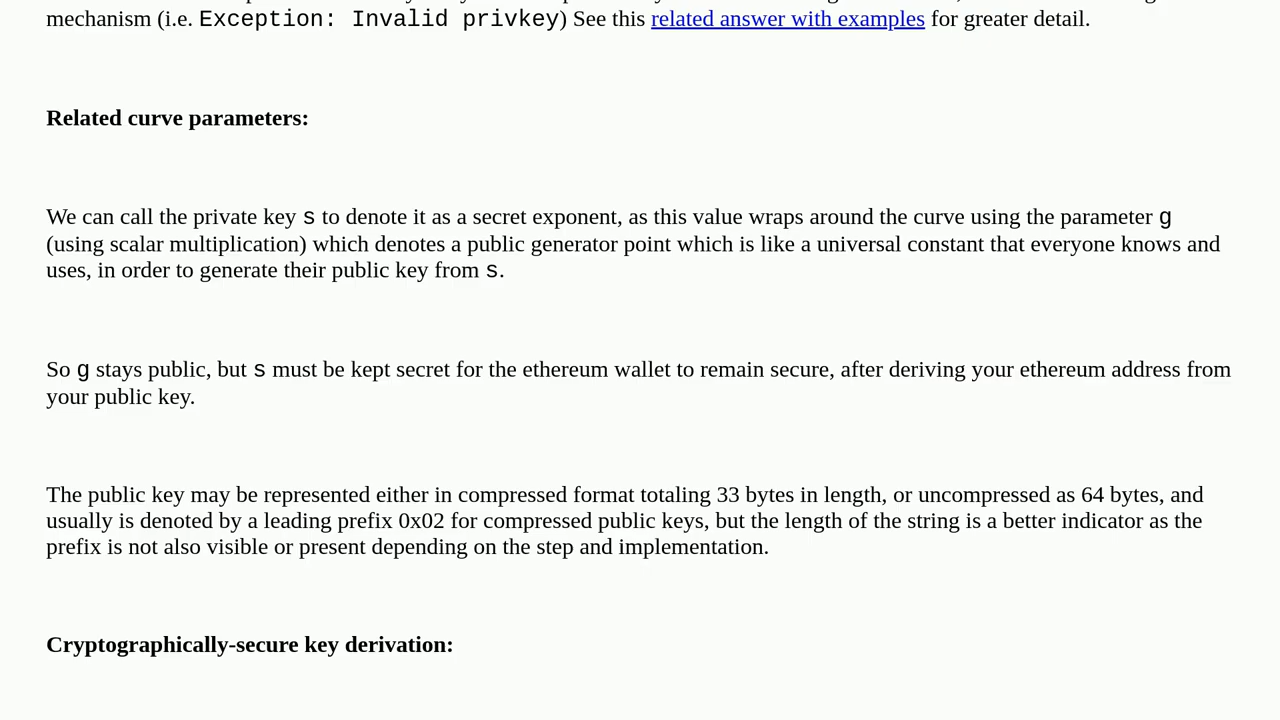 mechanism (i.e. Exception: Invalid privkey) See this related answer with examples for greater detail.
Related curve parameters:
We can call the private key s to denote it as a secret exponent, as this value wraps around the curve using the parameter g
(using scalar multiplication) which denotes a public generator point which is like a universal constant that everyone knows and
uses, in order to generate their public key from s.
So g stays public, but s must be kept secret for the ethereum wallet to remain secure, after deriving your ethereum address from
your public key.
The public key may be represented either in compressed format totaling 33 bytes in length, or uncompressed as 64 bytes, and
usually is denoted by a leading prefix 0x02 for compressed public keys, but the length of the string is a better indicator as the
prefix is not also visible or present depending on the step and implementation.
Cryptographically-secure key derivation: